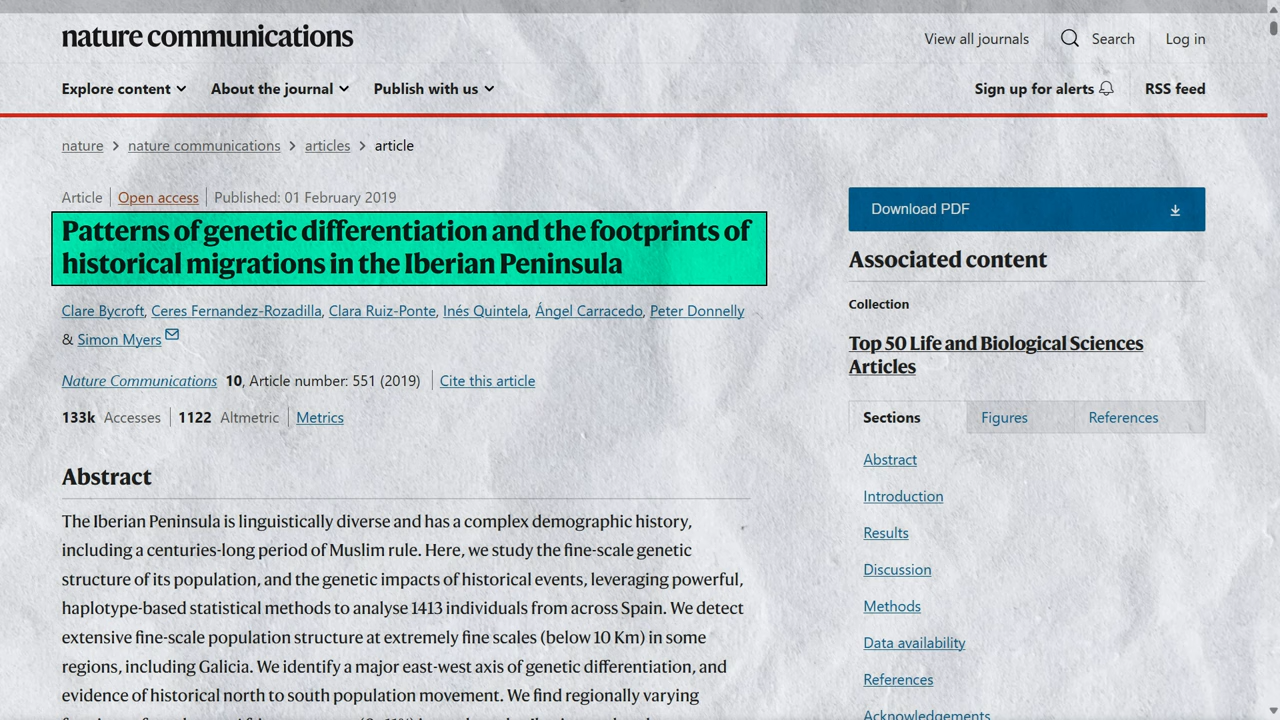 nature communications
View all journals
Search
Log in
Explore content
About the journal
Publish with us
Sign up for alerts
RSS feed
nature > nature communications > articles > article
Article
Open access
Published: 01 February 2019
Patterns of genetic differentiation and the footprints of
historical migrations in the Iberian Peninsula
Clare Bycroft, Ceres Fernandez-Rozadilla, Clara Ruiz-Ponte, Inés Quintela, Ángel Carracedo, Peter Donnelly
& Simon Myers
Nature Communications 10, Article number: 551 (2019)
Cite this article
133k Accesses
1122 Altmetric
Metrics
Abstract
The Iberian Peninsula is linguistically diverse and has a complex demographic history,
including a centuries-long period of Muslim rule. Here, we study the fine-scale genetic
structure of its population, and the genetic impacts of historical events, leveraging powerful,
haplotype-based statistical methods to analyse 1413 individuals from across Spain. We detect
extensive fine-scale population structure at extremely fine scales (below 10 Km) in some
regions, including Galicia. We identify a major east-west axis of genetic differentiation, and
evidence of historical north to south population movement. We find regionally varying
Download PDF
Associated content
Collection
Top 50 Life and Biological Sciences
Articles
Sections
Figures
References
Abstract
Introduction
Results
Discussion
Methods
Data availability
References
Acknowledgements